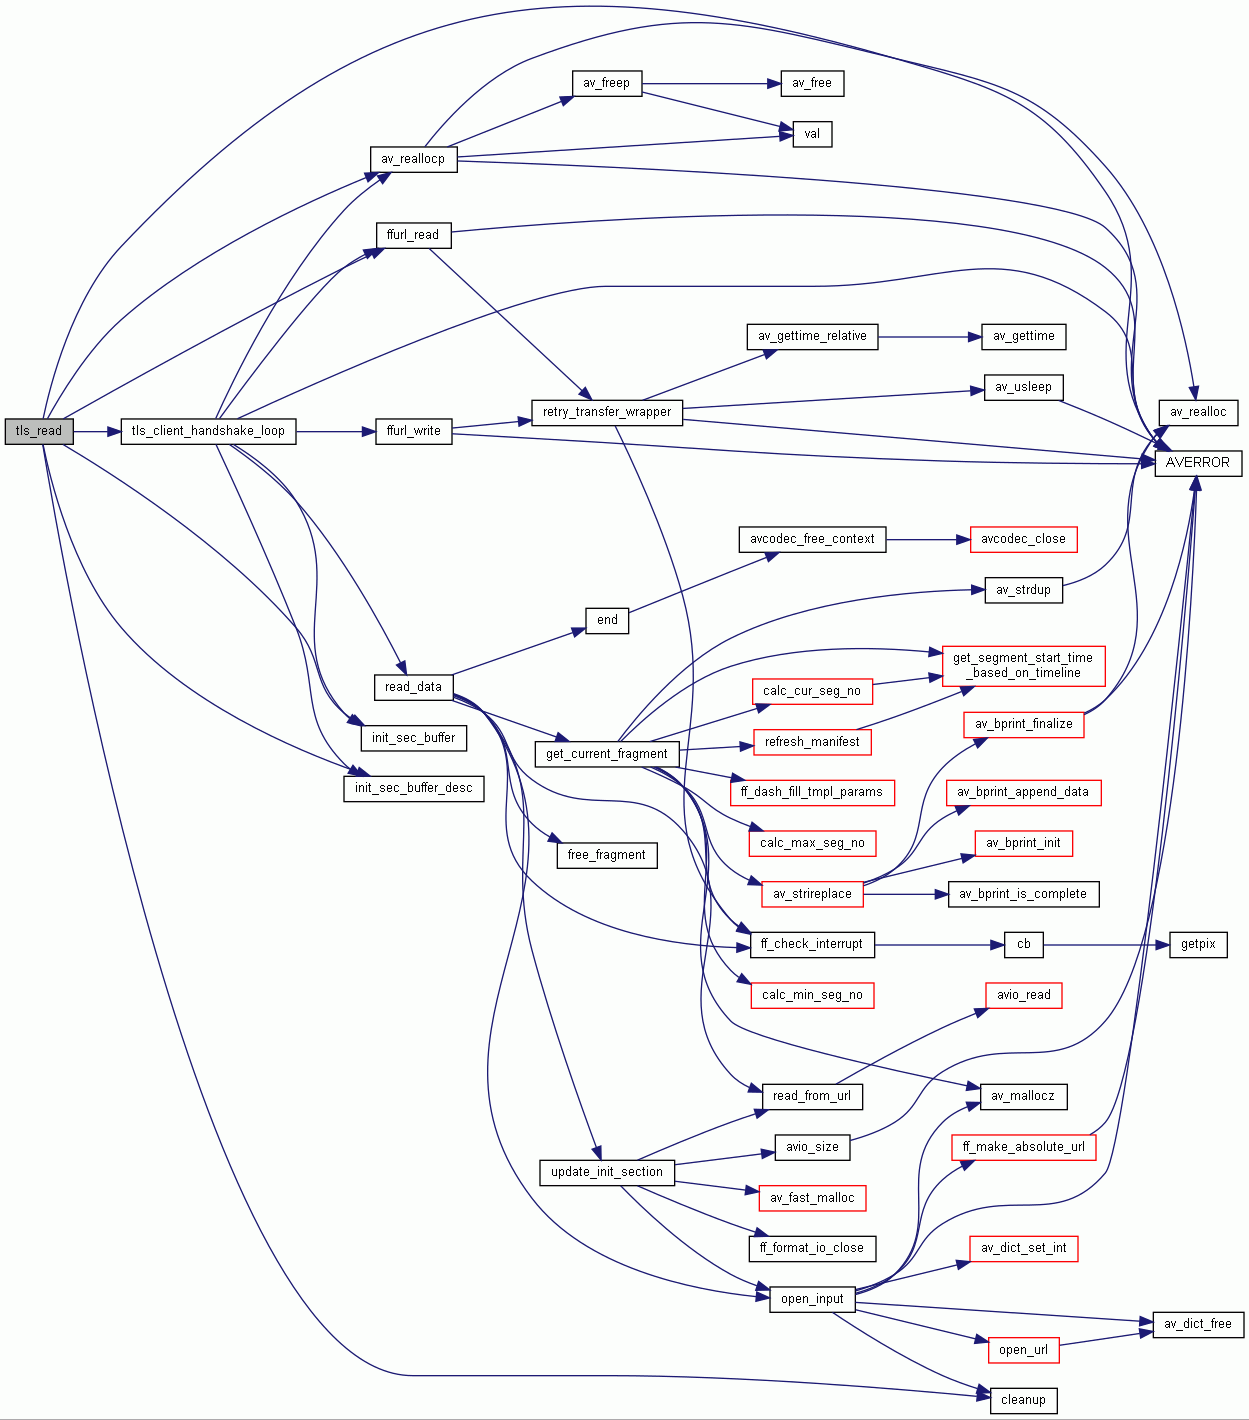 av_freep
av_free
val
av_reallocp
ffurl_read
av_gettime_relative
av_gettime
av_usleep
retry_transfer_wrapper
av_realloc
tls_read
tls_client_handshake_loop
ffurl_write
AVERROR
avcodec_free_context
avcodec_close
av_strdup
end
get_segment_start_time
_based_on_timeline
read_data
calc_cur_seg_no
av_bprint_finalize
init_sec_buffer
refresh_manifest
get_current_fragment
init_sec_buffer_desc
ff_dash_fill_tmpl_params
av_bprint_append_data
calc_max_seg_no
av_bprint_init
free_fragment
av_strireplace
av_bprint_is_complete
ff_check_interrupt
cb
getpix
calc_min_seg_no
avio_read
read_from_url
av_mallocz
avio_size
ff_make_absolute_url
update_init_section
av_fast_malloc
ff_format_io_close
av_dict_set_int
open_input
av_dict_free
open_url
cleanup